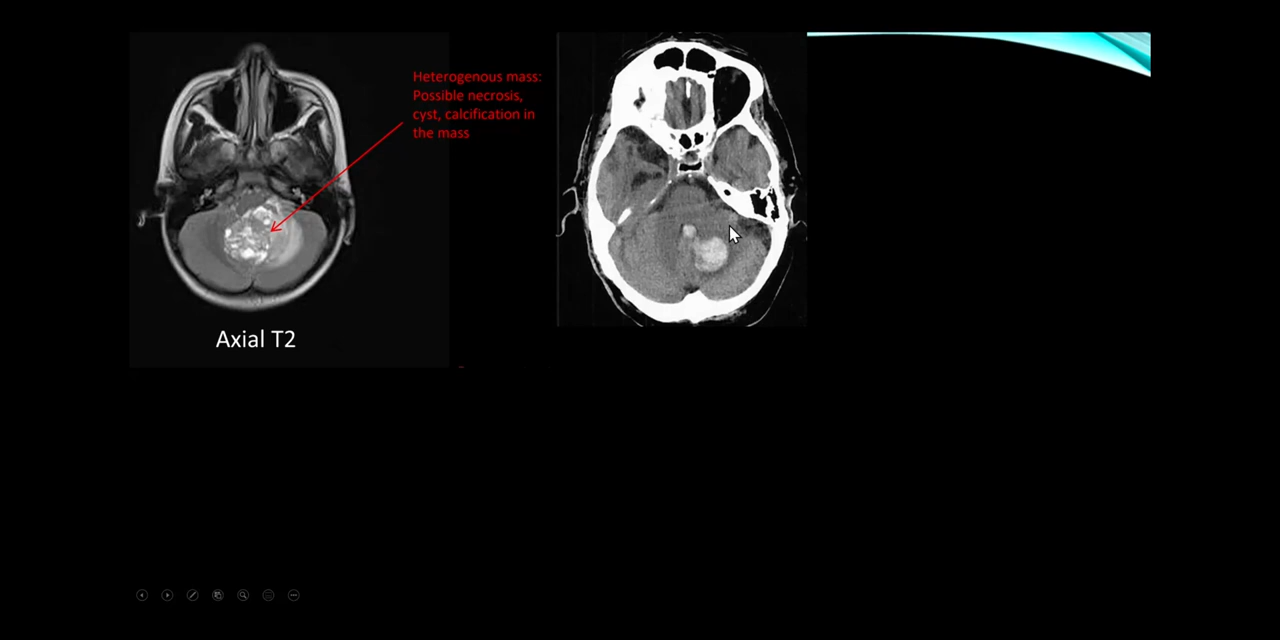 Heterogenous mass:
Possible necrosis,
cyst, calcification in
the mass
Axial T2